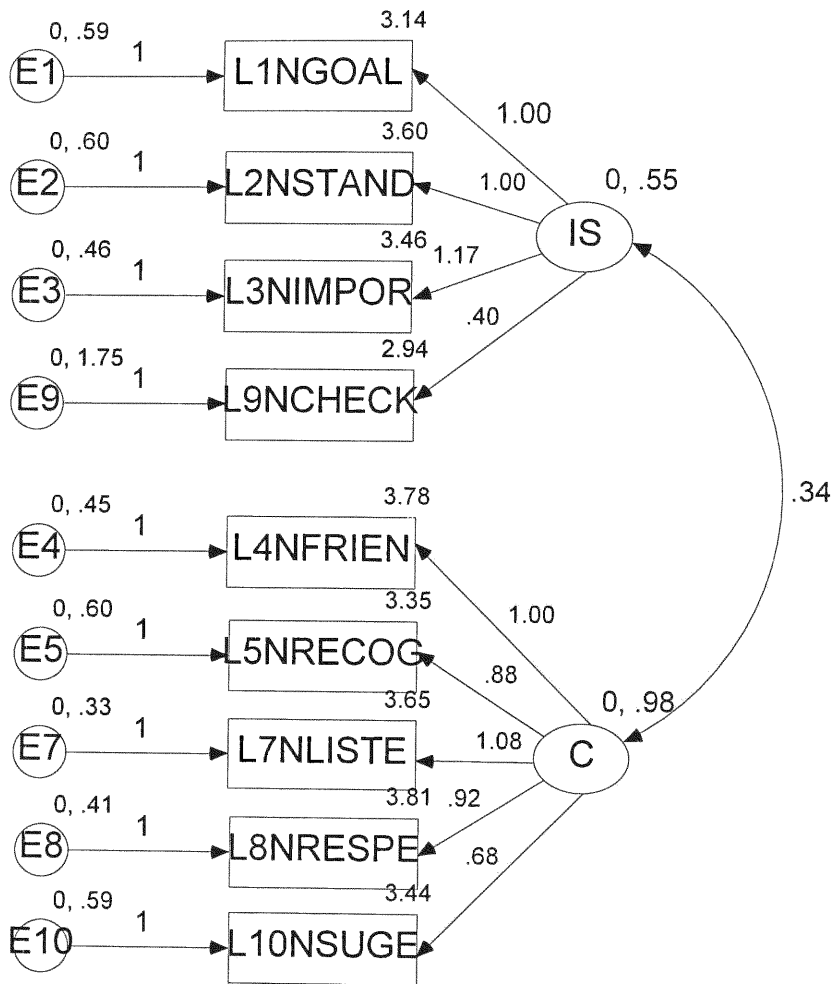 3.14
0, .59
E1
1
L1NGOAL
1.00
3.60
0, .60
E2
1
L2NSTAND
1.00
0, .55
IS
3.46
0, .46
E3
1
L3NIMPOR
1.17
.40
2.94
0, 1.75
E9
1
L9NCHECK
.34
3.78
0, .45
E4
1
L4NFRIEN
1.00
3.35
0, .60
E5
1
L5NRECOG
.88
0, .98
C
3.65
0, .33
E7
1
L7NLISTE
1.08
3.81
.92
0, .41
E8
1
L8NRESPE
.68
3.44
0, .59
E10
1
L10NSUGE